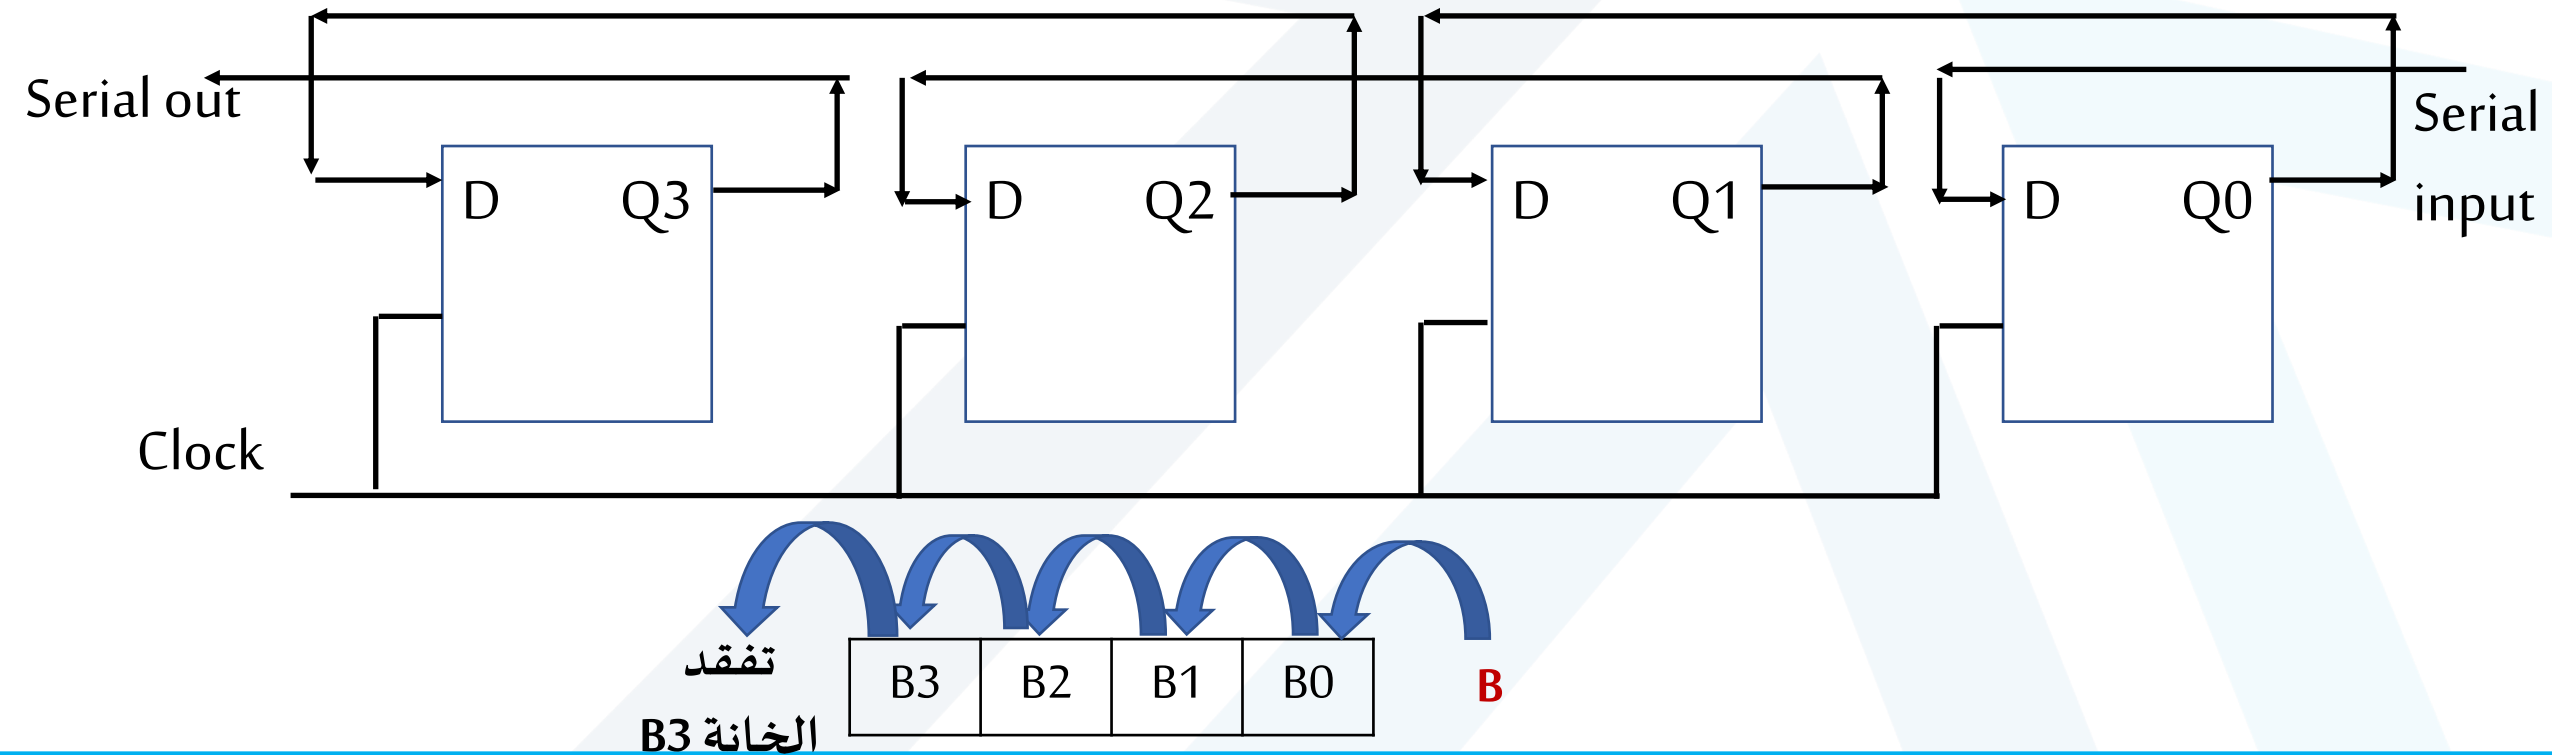 Serial out
Serial
input
D Q3
D Q2
D Q1
D Q0
Clock
تفقد
الخانة B3
B3 B2 B1 B0
B